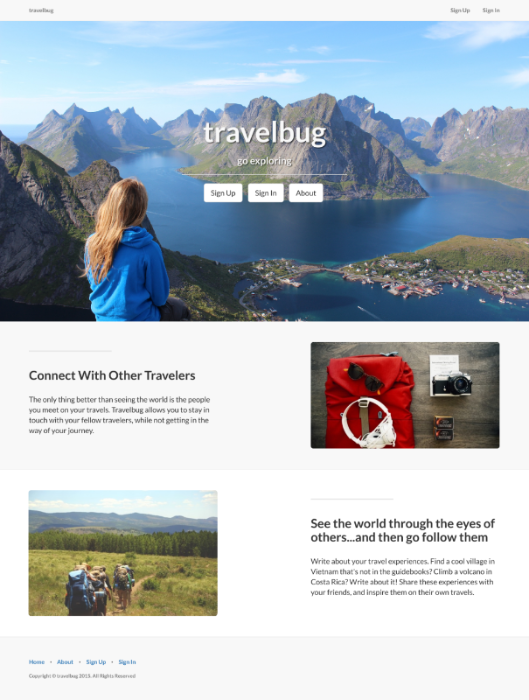 travelbug
Sign Up Sign In
travelbug
go exploring
Sign Up Sign In About
Connect With Other Travelers
The only thing better than seeing the world is the people
you meet on your travels. Travelbug allows you to stay in
touch with your fellow travelers, while not getting in the
way of your journey.
See the world through the eyes of
others...and then go follow them
Write about your travel experiences. Find a cool village in
Vietnam that's not in the guidebooks? Climb a volcano in
Costa Rica? Write about it! Share these experiences with
your friends, and inspire them on their own travels.
Home • About • Sign Up • Sign In
Copyright © travelbug 2015. All Rights Reserved